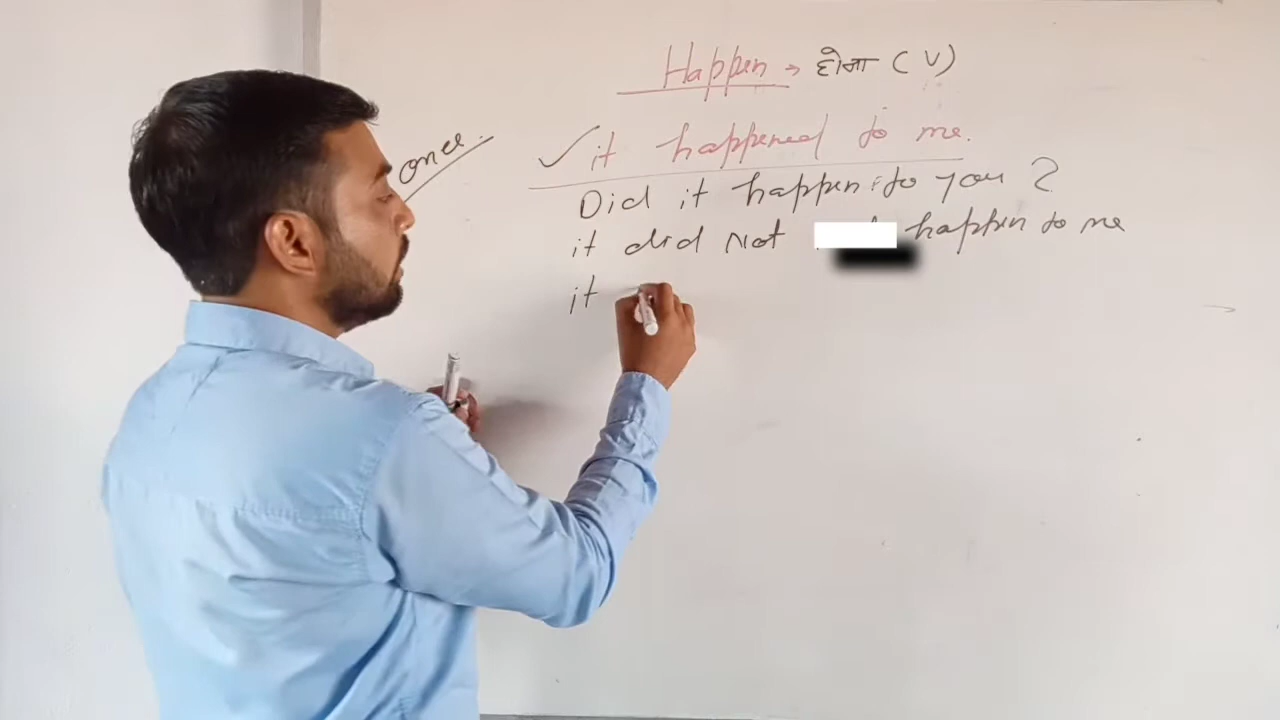 Happen → होना (V)
once.
✓ it happened to me.
Did it happen to you ?
it did Not happen to me
it